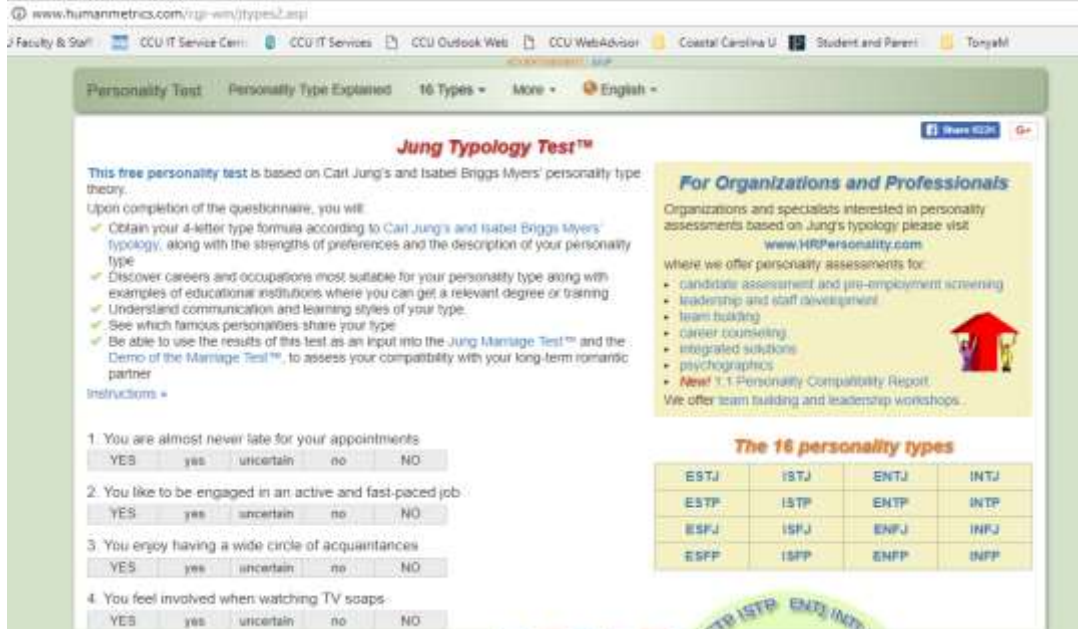 www.humanmetrics.com/cgi-win/jtypes2.asp
Faculty & Staff CCU IT Service Cen CCU IT Services CCU Outlook Web CCU WebAdvisor Coastal Carolina U Student and Parent TonyaM
Personality Test Personality Type Explained 16 Types More English
Share
G+
Jung Typology Test™
This free personality test is based on Carl Jung's and Isabel Briggs Myers' personality type
theory.
Upon completion of the questionnaire, you will:
Obtain your 4-letter type formula according to Carl Jung's and Isabel Briggs Myers'
typology, along with the strengths of preferences and the description of your personality
type
Discover careers and occupations most suitable for your personality type along with
examples of educational institutions where you can get a relevant degree or training
Understand communication and learning styles of your type.
See which famous personalities share your type
Be able to use the results of this test as an input into the Jung Marriage Test™ and the
Demo of the Marriage Test™, to assess your compatibility with your long-term romantic
partner
Instructions »
1. You are almost never late for your appointments
YES yes uncertain no NO
2. You like to be engaged in an active and fast-paced job
YES yes uncertain no NO
3. You enjoy having a wide circle of acquaintances
YES yes uncertain no NO
4. You feel involved when watching TV soaps
YES yes uncertain no NO
For Organizations and Professionals
Organizations and specialists interested in personality
assessments based on Jung's typology please visit
www.HRPersonality.com
where we offer personality assessments for:
candidate assessment and pre-employment screening
leadership and staff development
team building
career counseling
integrated solutions
psychographics
New! 1:1 Personality Compatibility Report
We offer team building and leadership workshops.
The 16 personality types
ESTJ ISTJ ENTJ INTJ
ESTP ISTP ENTP INTP
ESFJ ISFJ ENFJ INFJ
ESFP ISFP ENFP INFP
ISTP ENTJ